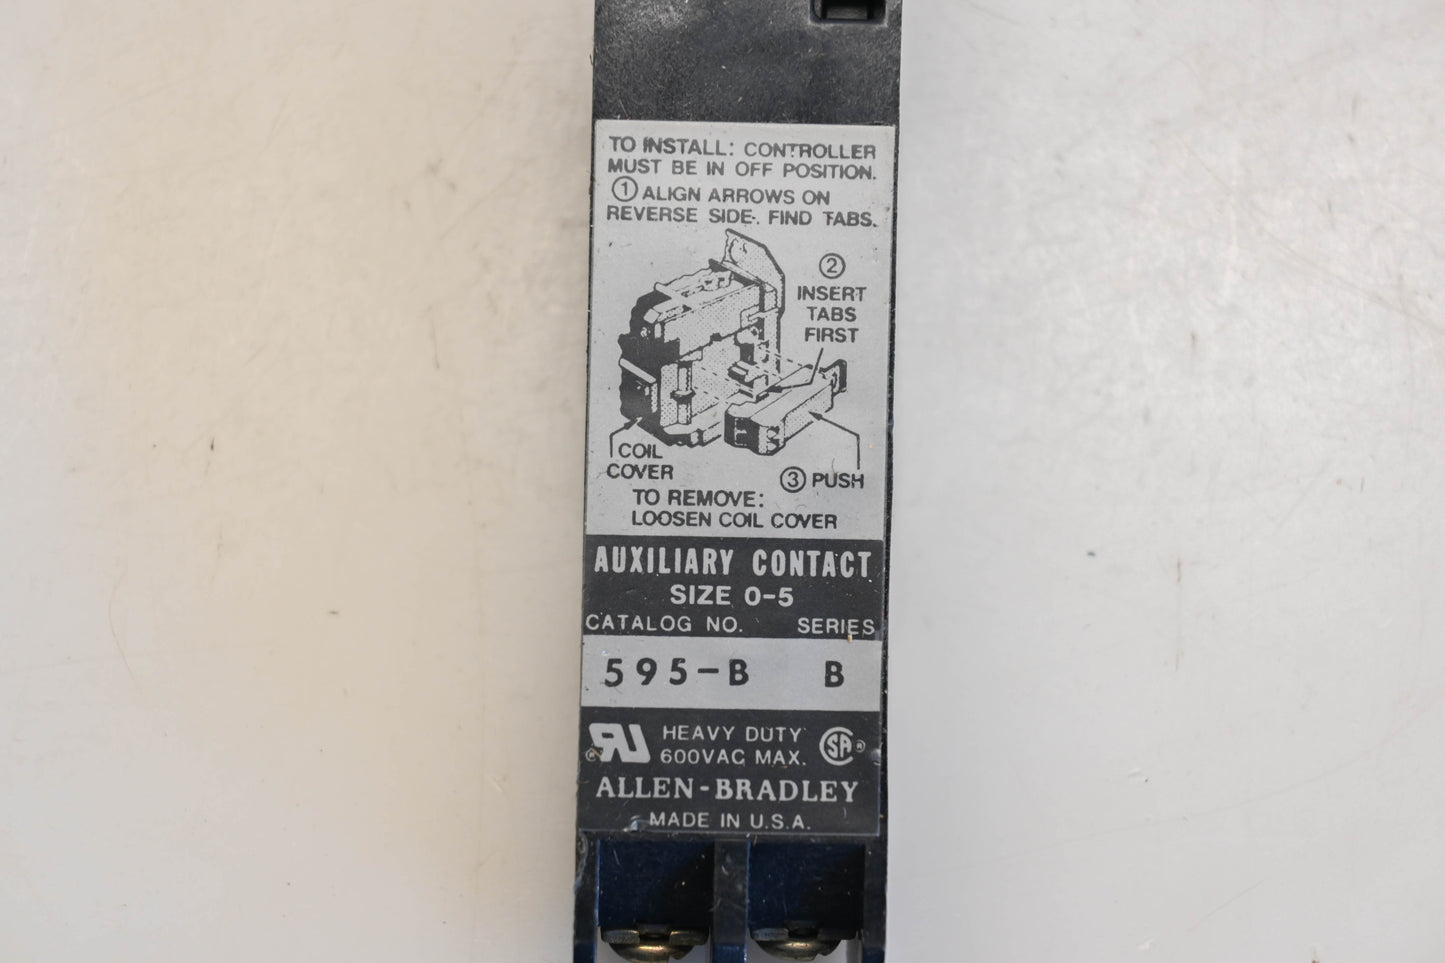 TO INSTALL: CONTROLLER
MUST BE IN OFF POSITION.
① ALIGN ARROWS ON
REVERSE SIDE. FIND TABS.
②
INSERT
TABS
FIRST
COIL
COVER
③ PUSH
TO REMOVE:
LOOSEN COIL COVER
AUXILIARY CONTACT
SIZE 0-5
CATALOG NO. SERIES
595-B B
RU® HEAVY DUTY SA®
600VAC MAX.
ALLEN-BRADLEY
MADE IN U.S.A.